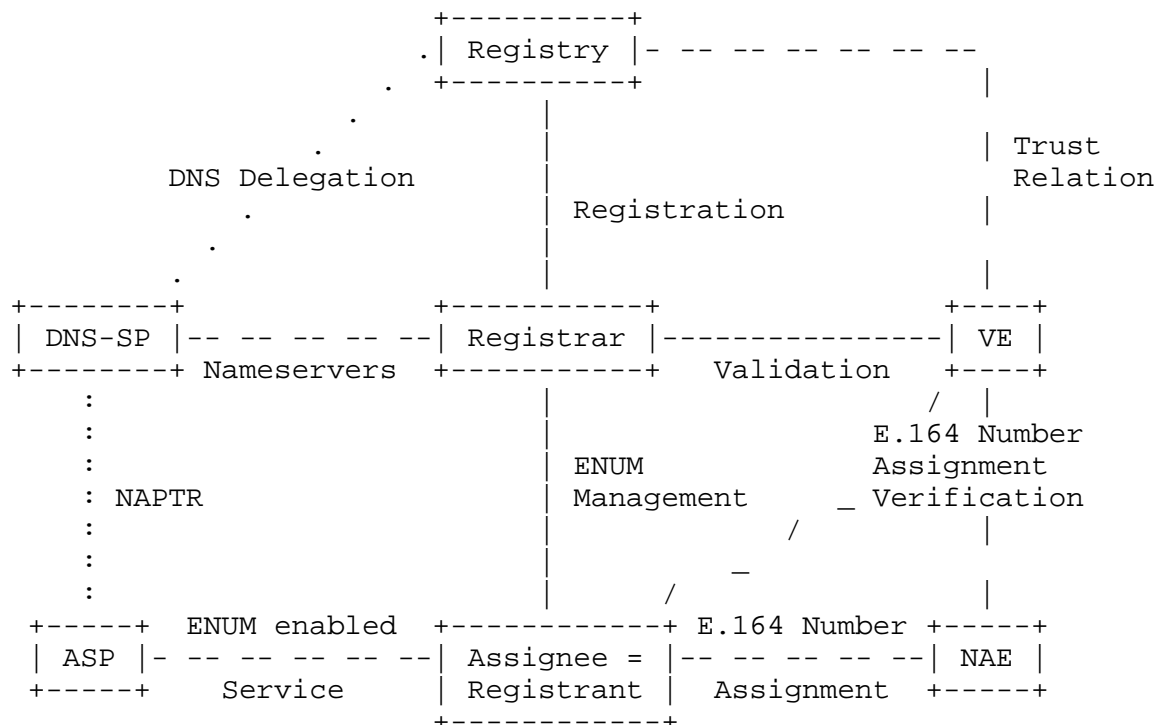 Registry
Trust
DNS Delegation Relation
Registration
DNS-SP Registrar VE
Nameservers Validation
E.164 Number
ENUM Assignment
NAPTR Management Verification
ENUM enabled E.164 Number
ASP Assignee = NAE
Service Registrant Assignment